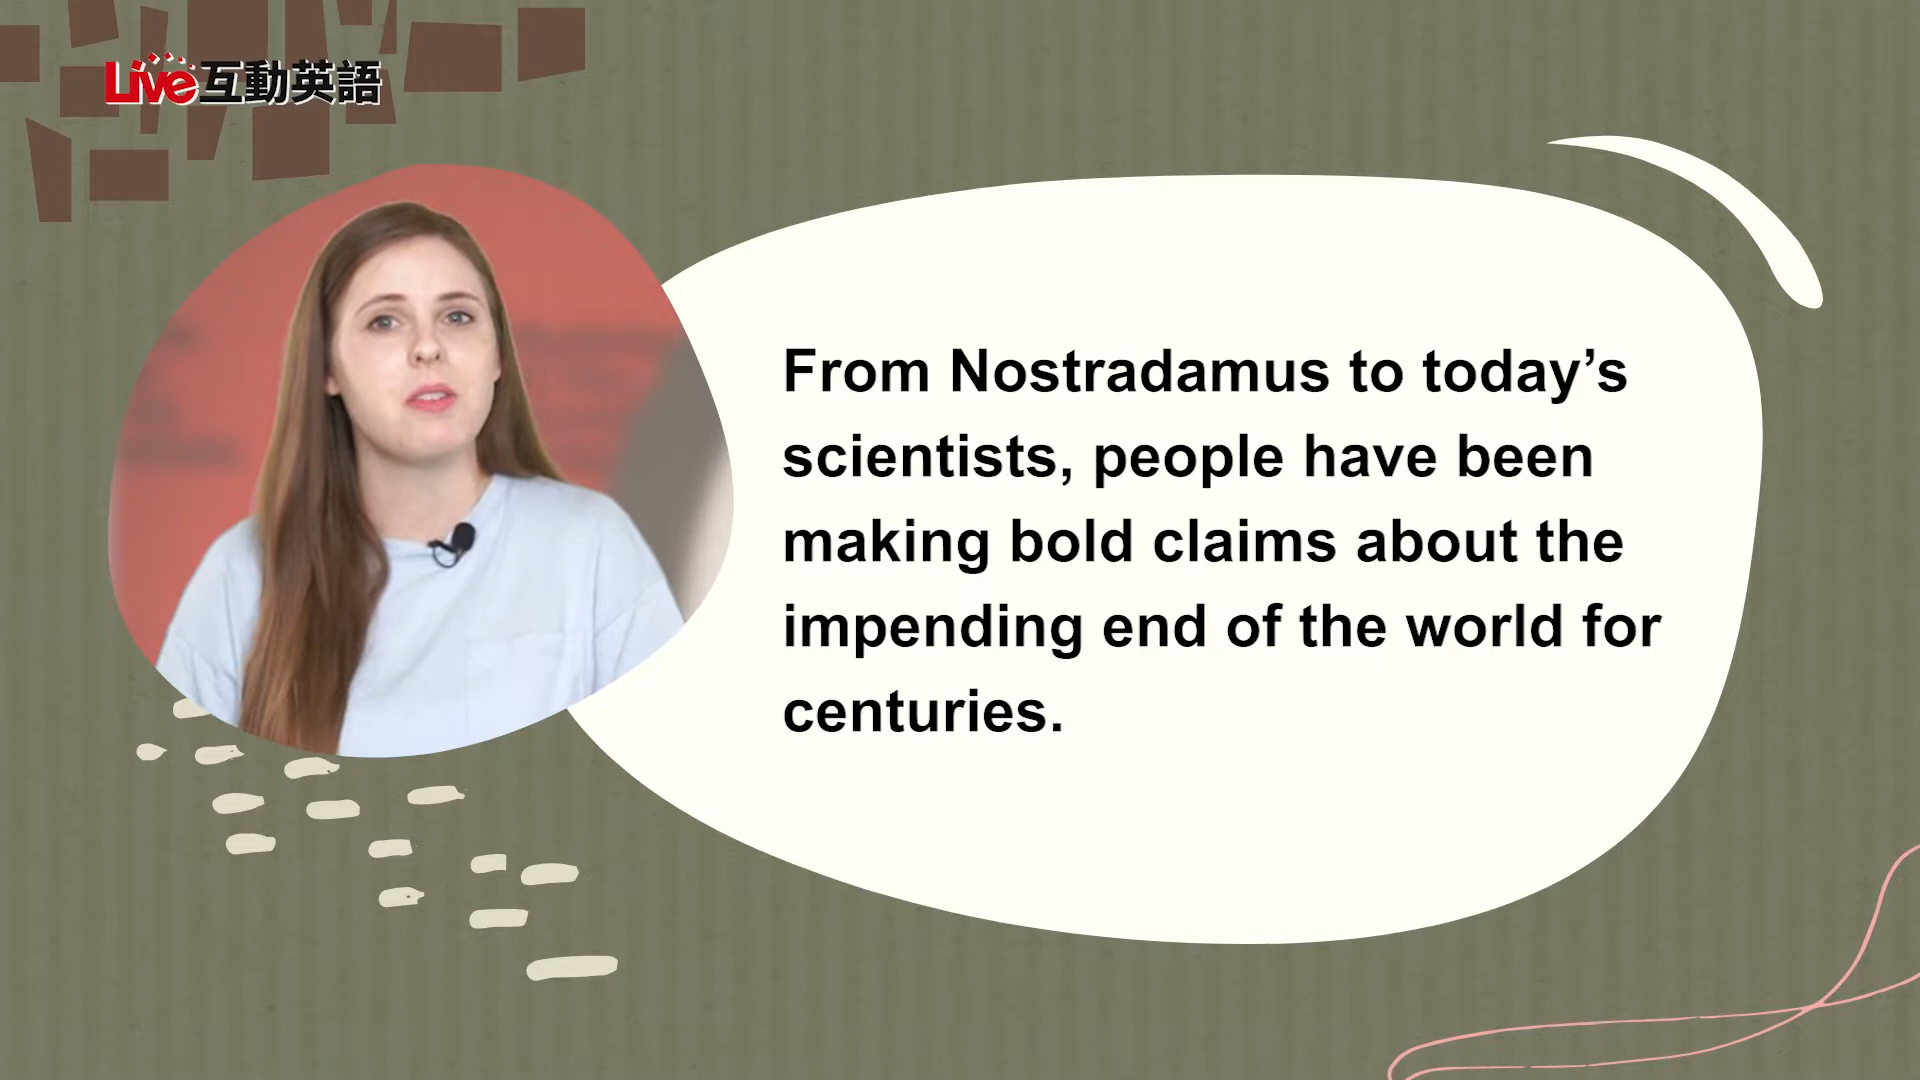 Live互動英語
From Nostradamus to today’s
scientists, people have been
making bold claims about the
impending end of the world for
centuries.